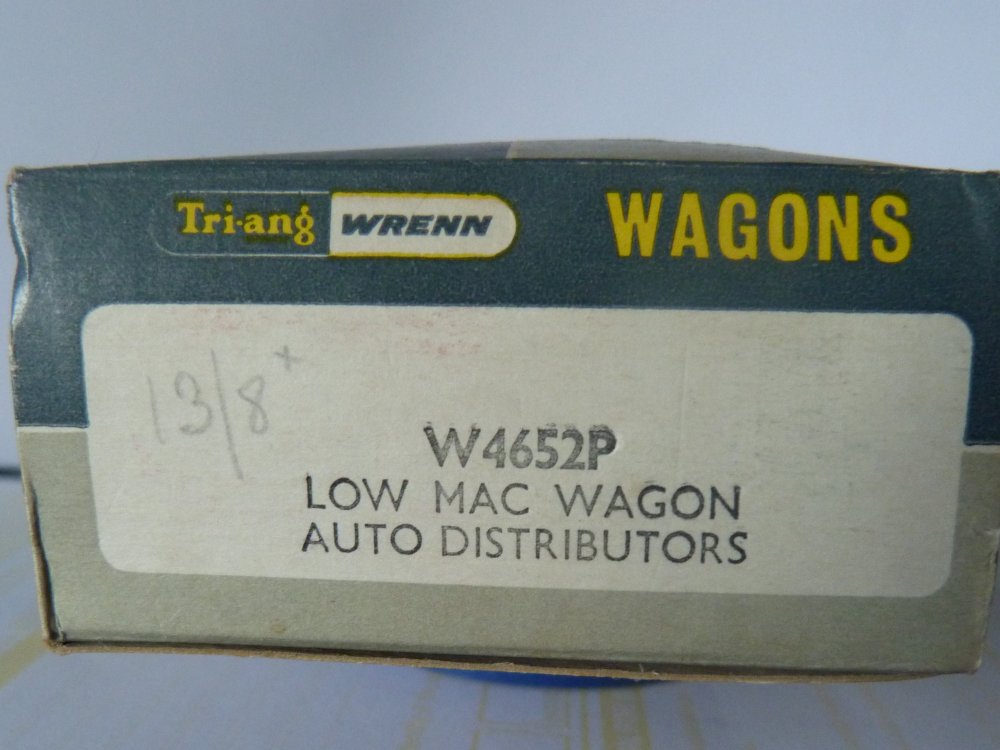 Tri-ang WRENN WAGONS
13/8+
W4652P
LOW MAC WAGON
AUTO DISTRIBUTORS